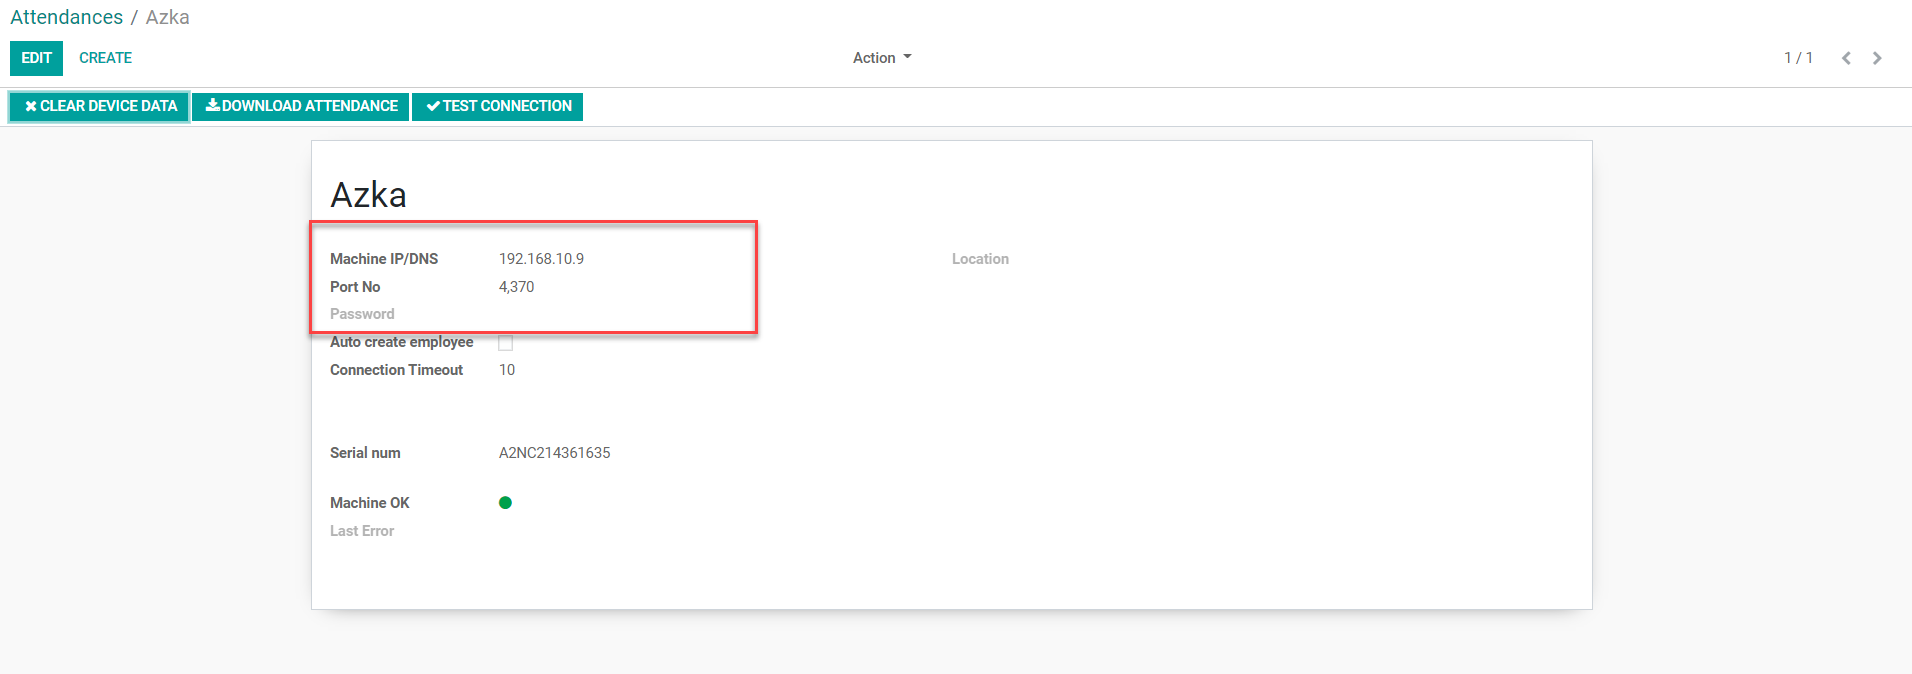 Attendances / Azka
EDIT CREATE Action 1 / 1
CLEAR DEVICE DATA DOWNLOAD ATTENDANCE TEST CONNECTION
Azka
Machine IP/DNS 192.168.10.9 Location
Port No 4,370
Password
Auto create employee
Connection Timeout 10
Serial num A2NC214361635
Machine OK
Last Error